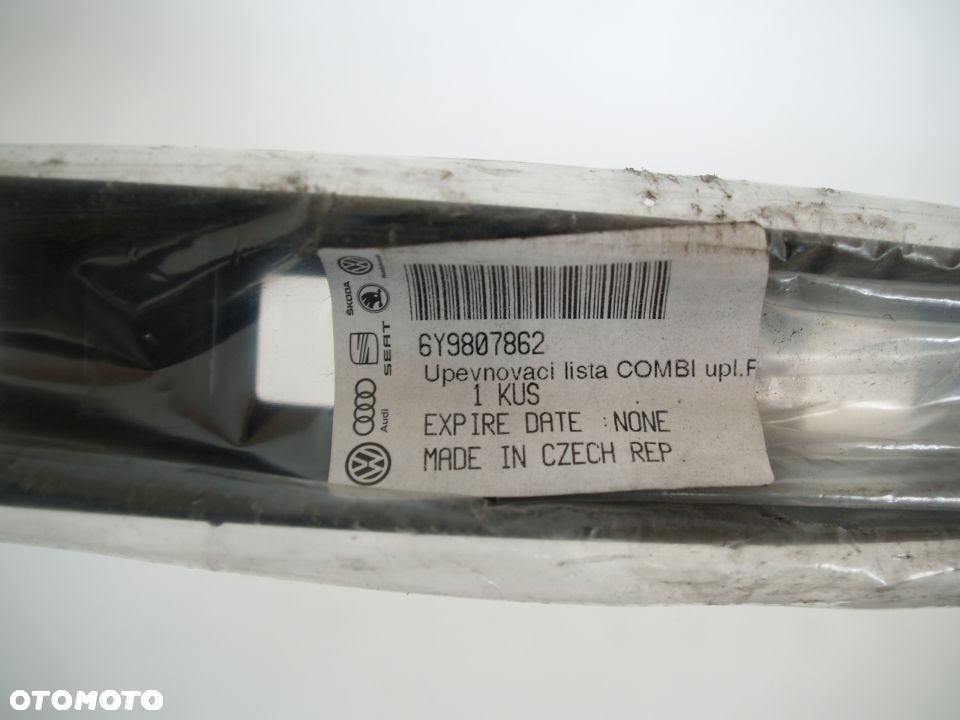 6Y9807862
Upevnovaci lista COMBI upl.F
1 KUS
EXPIRE DATE : NONE
MADE IN CZECH REP
ŠKODA
SEAT
Audi
OTOMOTO